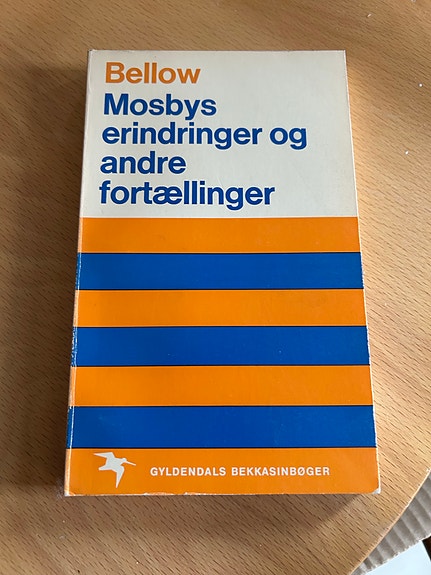 Bellow
Mosbys
erindringer og
andre
fortællinger
GYLDENDALS BEKKASINBØGER